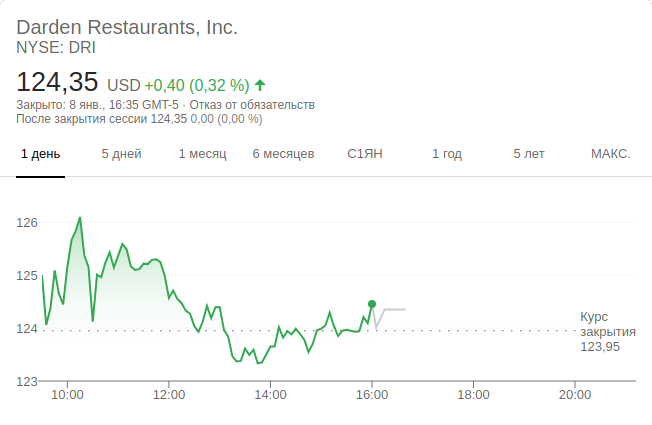 Darden Restaurants, Inc.
NYSE: DRI
124,35 USD +0,40 (0,32 %)
Закрыто: 8 янв., 16:35 GMT-5 · Отказ от обязательств
После закрытия сессии 124,35 0,00 (0,00 %)
1 день 5 дней 1 месяц 6 месяцев С1ЯН 1 год 5 лет МАКС.
126
125
124
Курс
закрытия
123,95
123
10:00 12:00 14:00 16:00 18:00 20:00